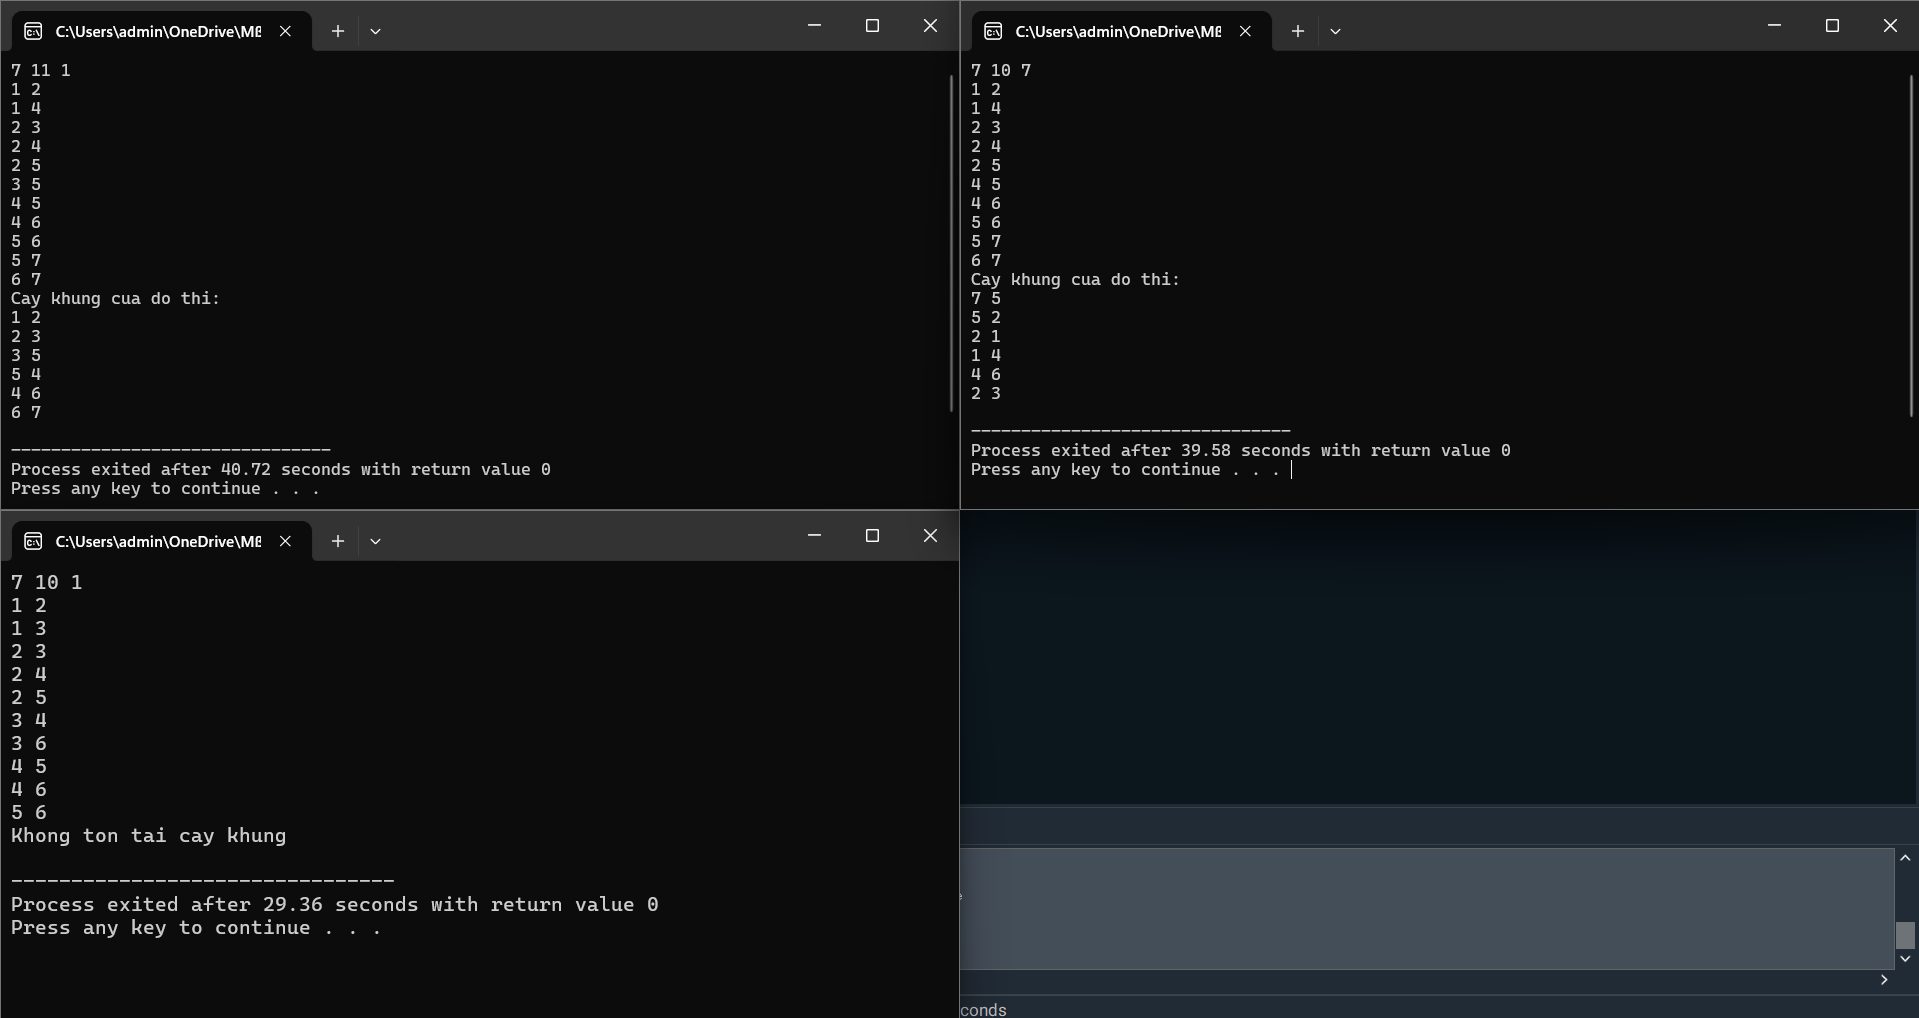 C:\Users\admin\OneDrive\Mß
7 11 1
1 2
1 4
2 3
2 4
2 5
3 5
4 5
4 6
5 6
5 7
6 7
Cay khung cua do thi:
1 2
2 3
3 5
5 4
4 6
6 7
--------------------------------
Process exited after 40.72 seconds with return value 0
Press any key to continue . . .
C:\Users\admin\OneDrive\Mß
7 10 7
1 2
1 4
2 3
2 4
2 5
4 5
4 6
5 6
5 7
6 7
Cay khung cua do thi:
7 5
5 2
2 1
1 4
4 6
2 3
--------------------------------
Process exited after 39.58 seconds with return value 0
Press any key to continue . . .
C:\Users\admin\OneDrive\Mß
7 10 1
1 2
1 3
2 3
2 4
2 5
3 4
3 6
4 5
4 6
5 6
Khong ton tai cay khung
--------------------------------
Process exited after 29.36 seconds with return value 0
Press any key to continue . . .
conds